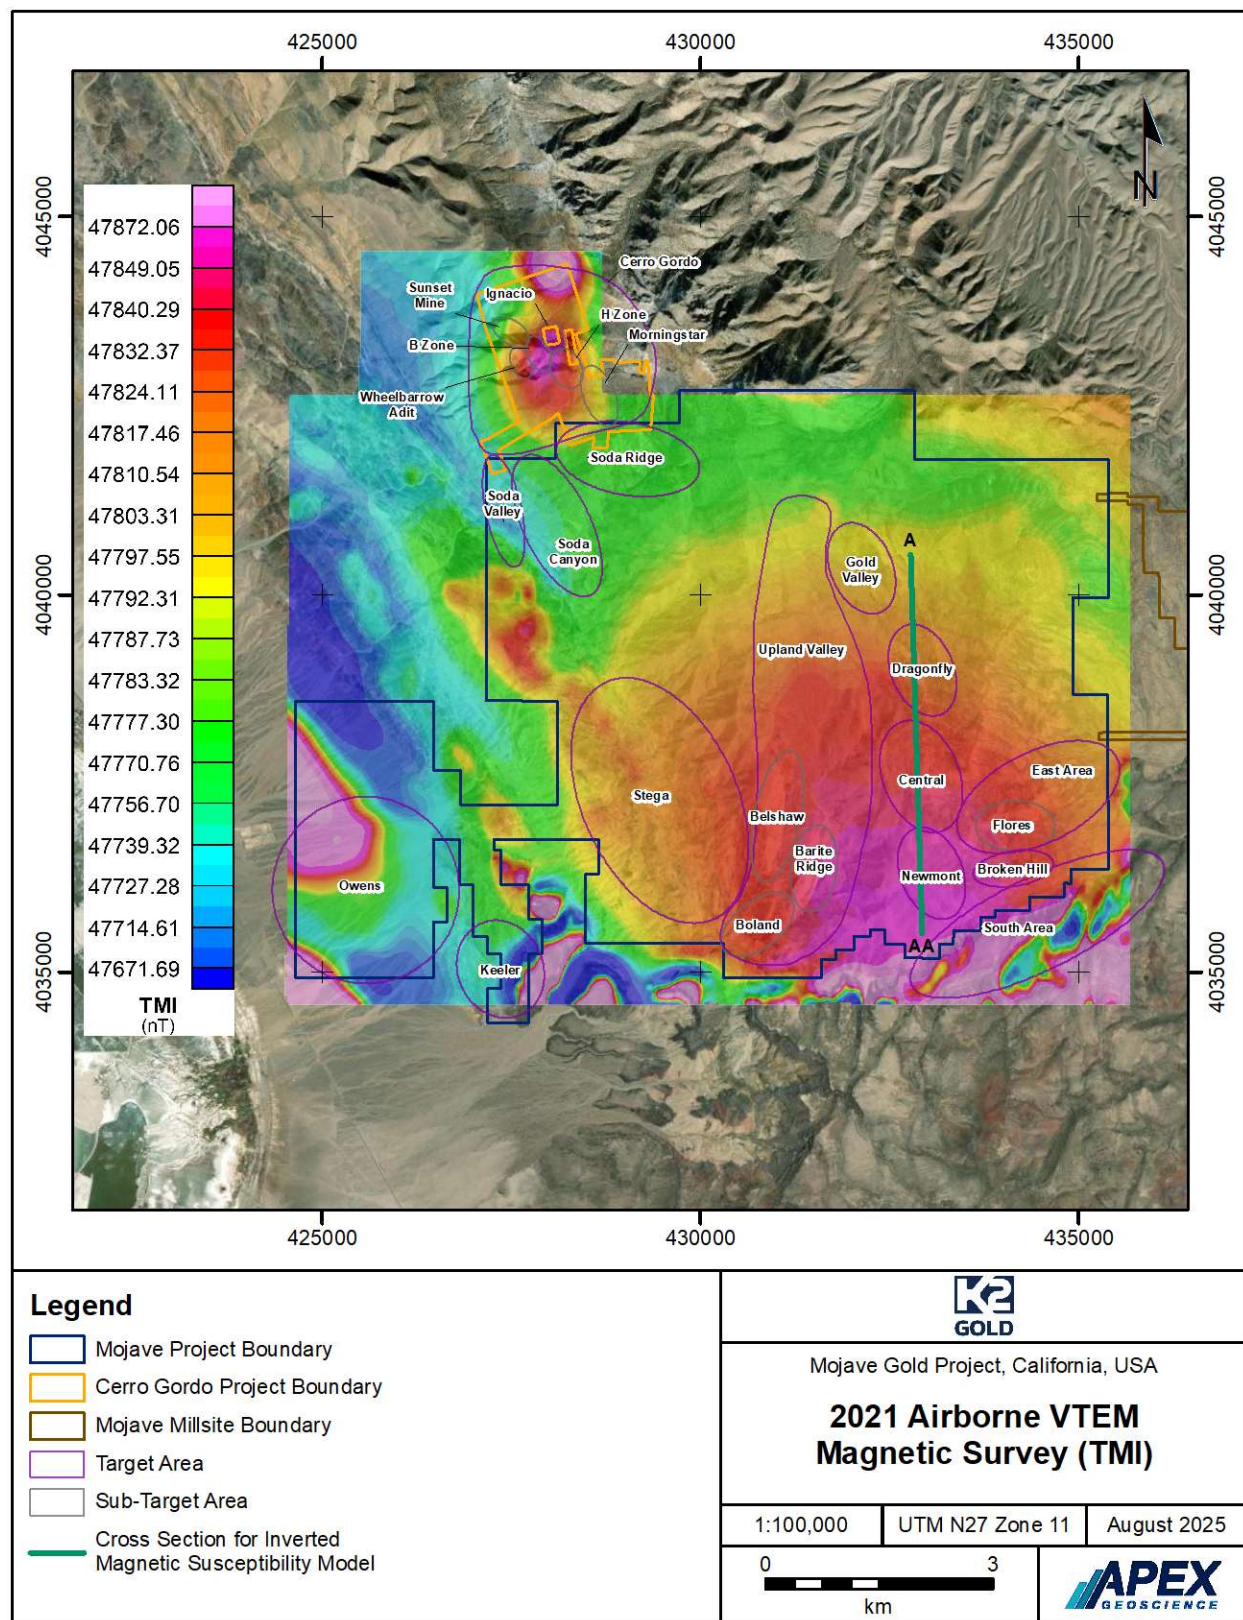 425000
430000
435000
4045000
4045000
N
47872.06
47849.05
47840.29
47832.37
47824.11
47817.46
47810.54
47803.31
47797.55
47792.31
47787.73
47783.32
47777.30
47770.76
47756.70
47739.32
47727.28
47714.61
47671.69
TMI
(nT)
Cerro Gordo
Sunset
Mine
Ignacio
H Zone
Morningstar
B Zone
Wheelbarrow
Adit
Soda Ridge
Soda
Valley
Soda
Canyon
A
Gold
Valley
4040000
4040000
Upland Valley
Dragonfly
East Area
Central
Stega
Belshaw
Flores
Barite
Ridge
Broken Hill
Newmont
Owens
Boland
South Area
AA
Keeler
4035000
4035000
425000
430000
435000
Legend
Mojave Project Boundary
Cerro Gordo Project Boundary
Mojave Millsite Boundary
Target Area
Sub-Target Area
Cross Section for Inverted
Magnetic Susceptibility Model
K2
GOLD
Mojave Gold Project, California, USA
2021 Airborne VTEM
Magnetic Survey (TMI)
1:100,000
UTM N27 Zone 11
August 2025
0
3
km
APEX
GEOSCIENCE